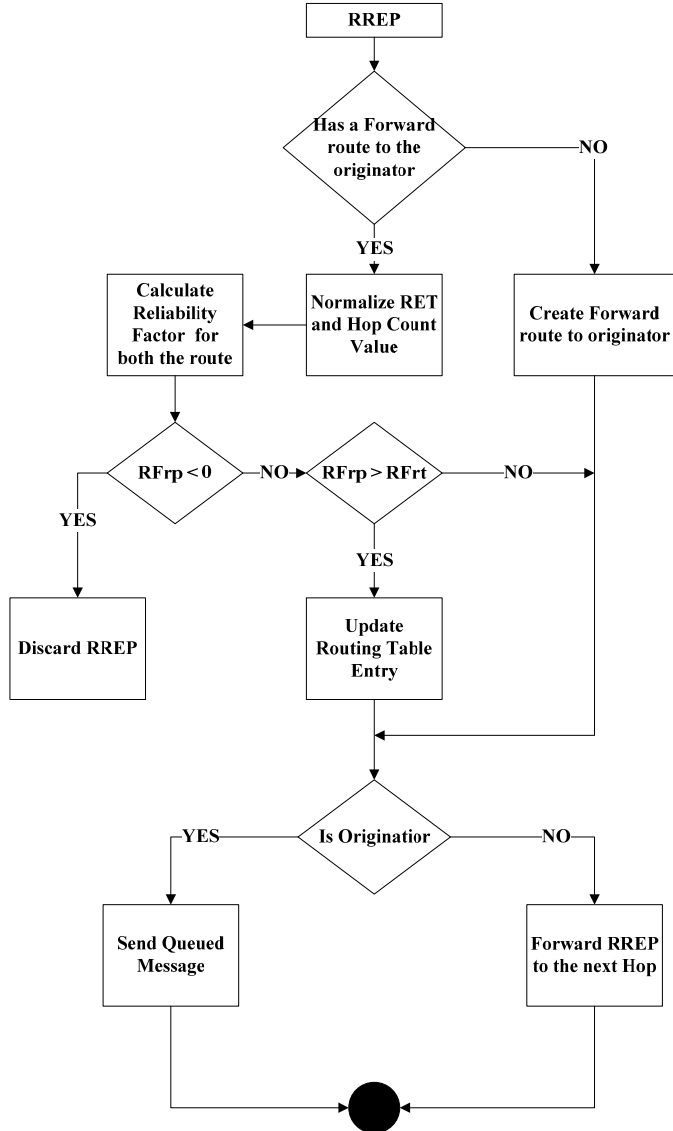 RREP
Has a Forward
route to the
originator
NO
YES
Calculate
Reliability
Factor for
both the route
Normalize RET
and Hop Count
Value
Create Forward
route to originator
RFrp < 0
NO
RFrp > RFrt
NO
YES
YES
Discard RREP
Update
Routing Table
Entry
YES
Is Originatior
NO
Send Queued
Message
Forward RREP
to the next Hop